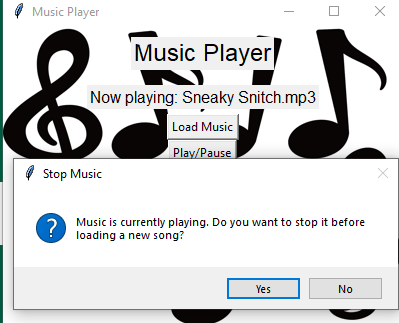 Music Player
Music Player
Now playing: Sneaky Snitch.mp3
Load Music
Play/Pause
Stop Music
Music is currently playing. Do you want to stop it before
loading a new song?
Yes
No